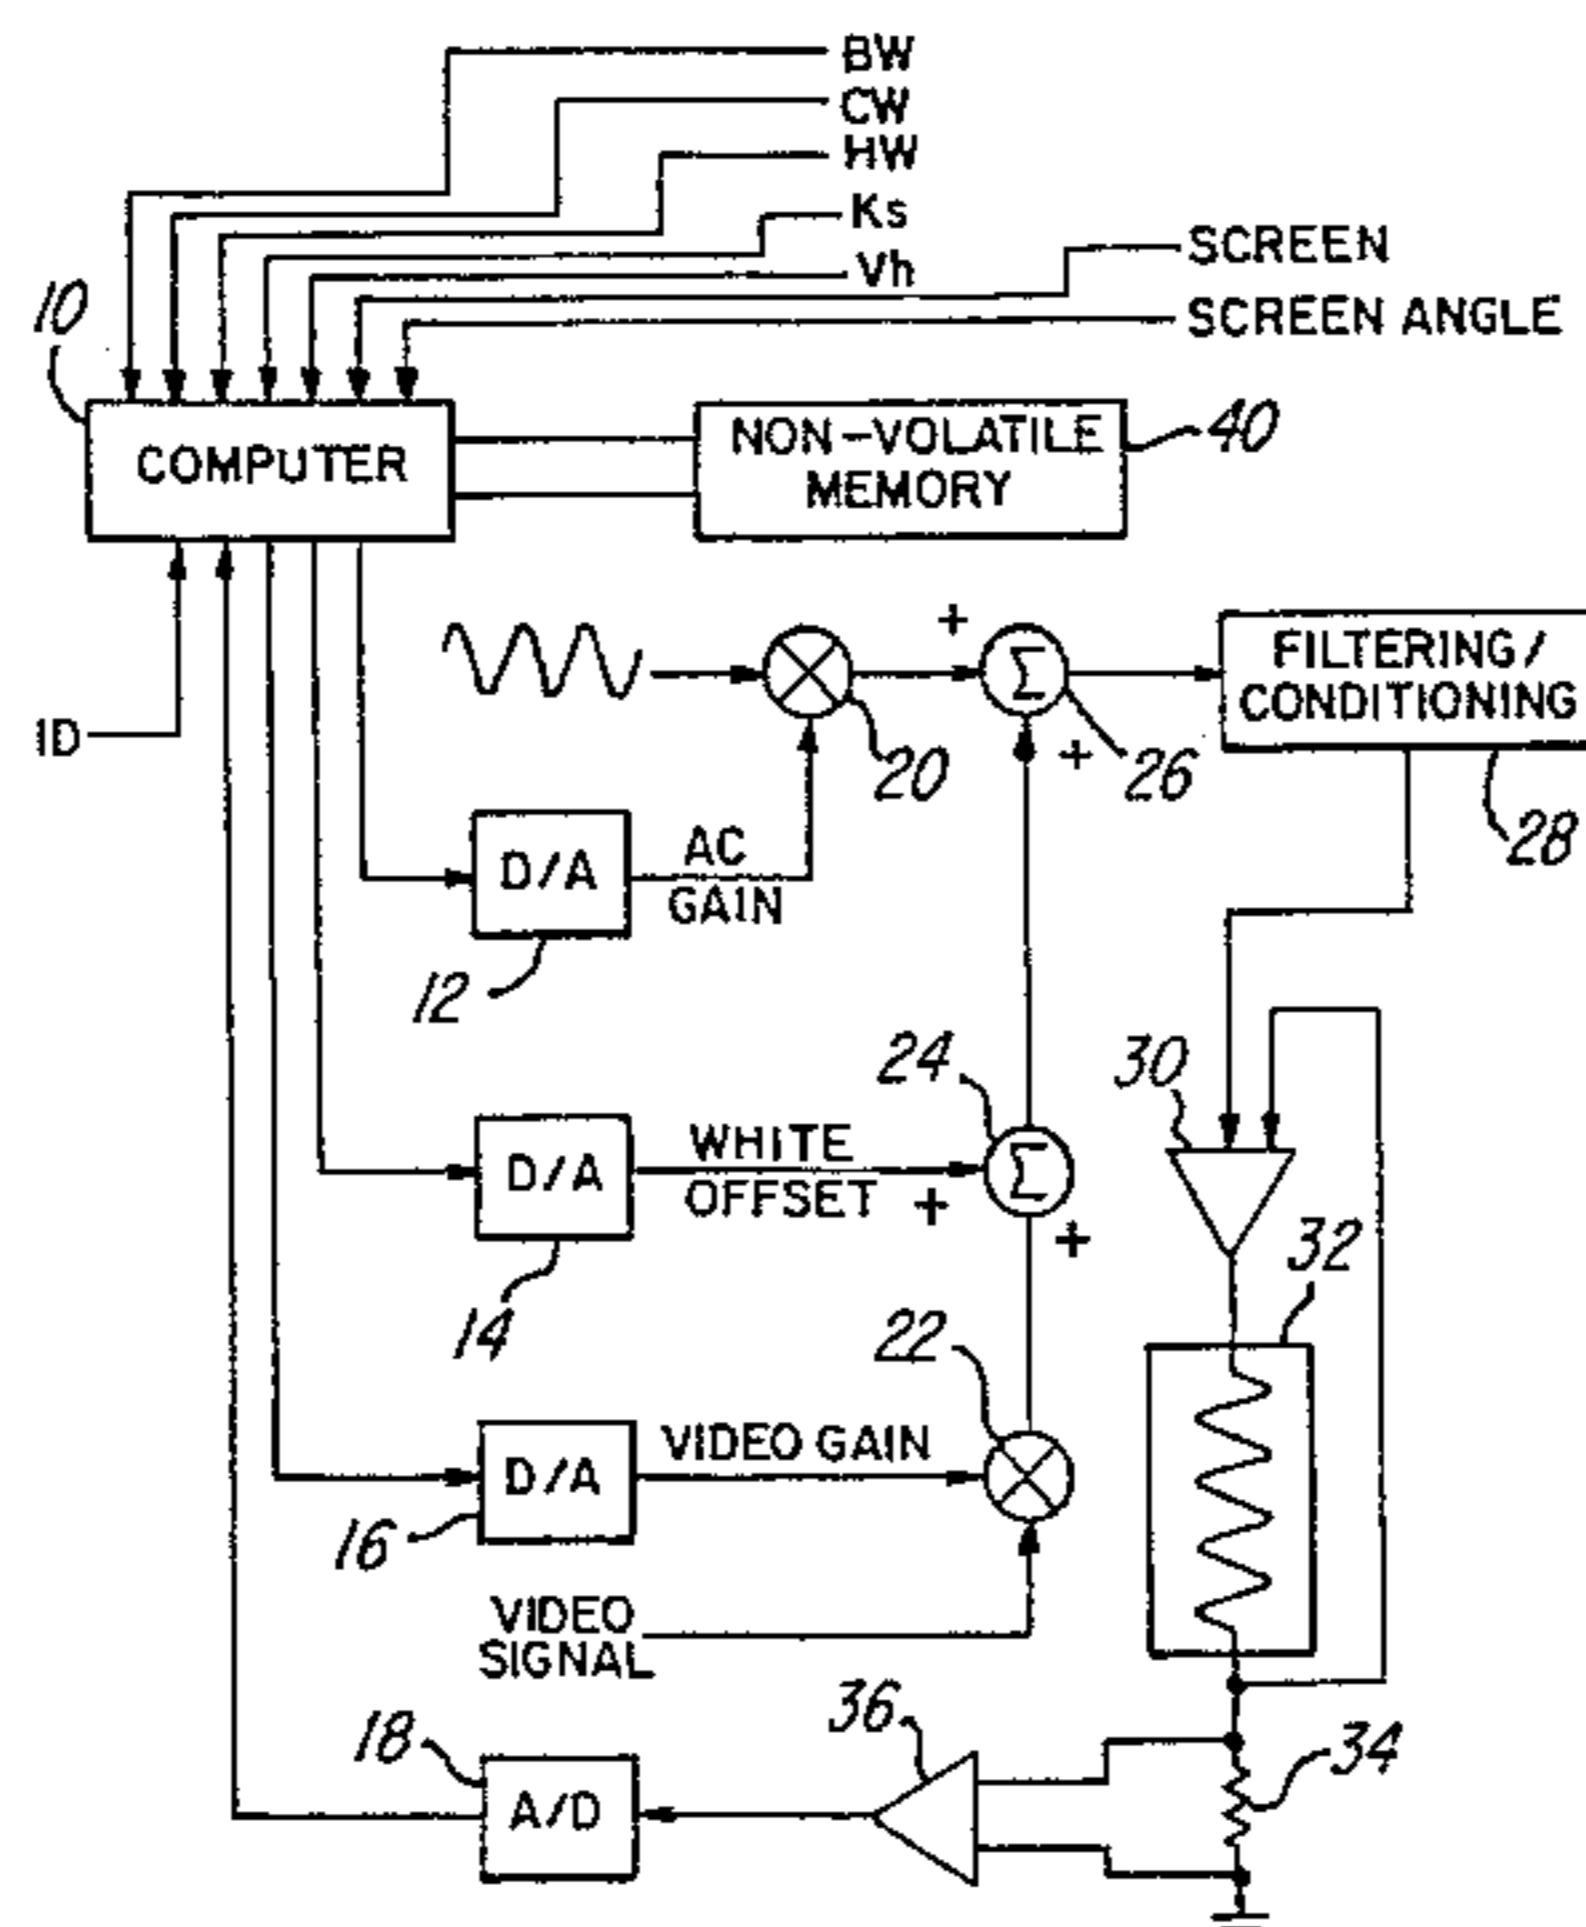 BW
CW
HW
Ks
Vh
SCREEN
SCREEN ANGLE
10
COMPUTER
NON-VOLATILE
MEMORY
40
ID
+
Σ
+
20
26
FILTERING/
CONDITIONING
28
D/A
AC
GAIN
12
24
30
D/A
WHITE
OFFSET
+
Σ
+
14
32
22
D/A
VIDEO GAIN
16
VIDEO
SIGNAL
36
34
18
A/D